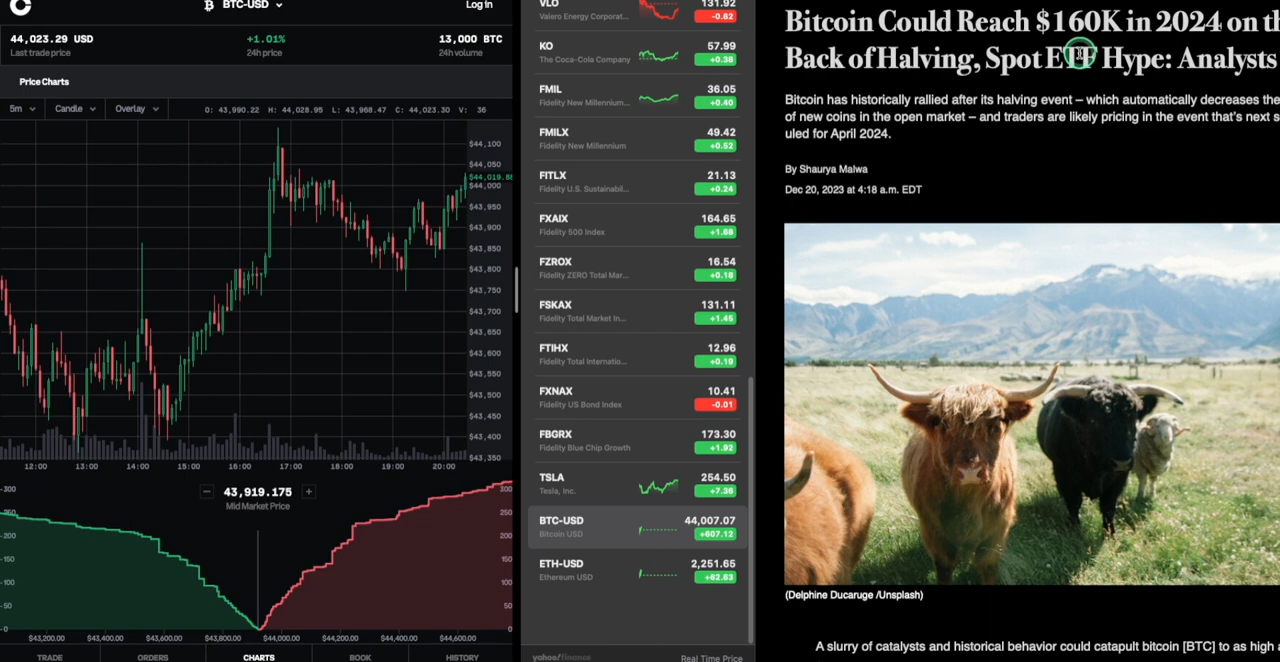 BTC-USD
Log in
44,023.29 USD
+1.01%
13,000 BTC
Last trade price
24h price
24h volume
Price Charts
5m
Candle
Overlay
O: 43,990.22 H: 44,028.95 L: 43,968.47 C: 44,023.30 V: 36
$44,100
$44,050
$44,019.88
$44,000
$43,950
$43,900
$43,850
$43,800
$43,750
$43,700
$43,650
$43,600
$43,550
$43,500
$43,450
$43,400
$43,350
12:00 13:00 14:00 15:00 16:00 17:00 18:00 19:00 20:00
43,919.175
Mid Market Price
300
250
200
150
100
50
0
300
250
200
150
100
50
0
$43,200.00 $43,400.00 $43,600.00 $43,800.00 $44,000.00 $44,200.00 $44,400.00 $44,600.00
TRADE
ORDERS
CHARTS
BOOK
HISTORY
VLO 131.92
Valero Energy Corporat... -0.62
KO 57.99
The Coca-Cola Company +0.38
FMIL 36.05
Fidelity New Millennium... +0.40
FMILX 49.42
Fidelity New Millennium +0.52
FITLX 21.13
Fidelity U.S. Sustainabil... +0.24
FXAIX 164.65
Fidelity 500 Index +1.68
FZROX 16.54
Fidelity ZERO Total Mar... +0.18
FSKAX 131.11
Fidelity Total Market In... +1.45
FTIHX 12.96
Fidelity Total Internatio... +0.19
FXNAX 10.41
Fidelity US Bond Index -0.01
FBGRX 173.30
Fidelity Blue Chip Growth +1.92
TSLA 254.50
Tesla, Inc. +7.36
BTC-USD 44,007.07
Bitcoin USD +607.12
ETH-USD 2,251.65
Ethereum USD +62.63
yahoo!finance
Real Time Price
Bitcoin Could Reach $160K in 2024 on th
Back of Halving, Spot ETF Hype: Analysts
Bitcoin has historically rallied after its halving event – which automatically decreases the
of new coins in the open market – and traders are likely pricing in the event that's next s
uled for April 2024.
By Shaurya Malwa
Dec 20, 2023 at 4:18 a.m. EDT
(Delphine Ducaruge /Unsplash)
A slurry of catalysts and historical behavior could catapult bitcoin [BTC] to as high